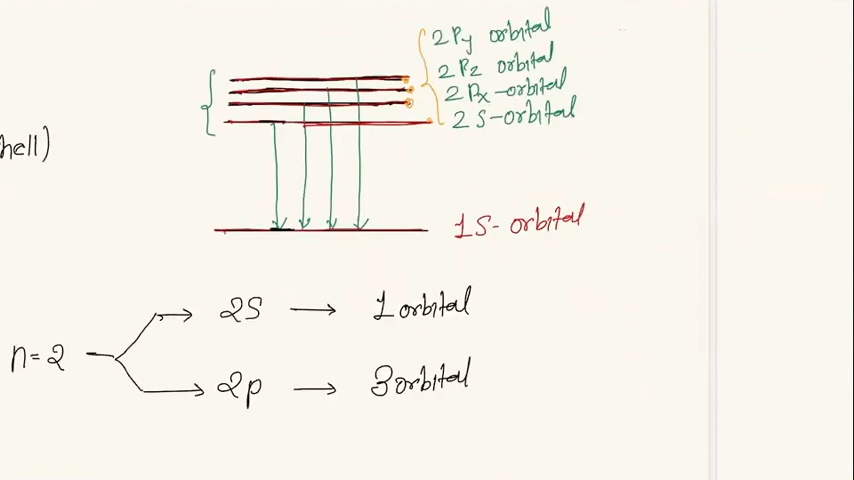 2Py orbital
2Pz orbital
2Px-orbital
2S-orbital
hell)
1S-orbital
2S → 1 orbital
n=2
2p → 3 orbital